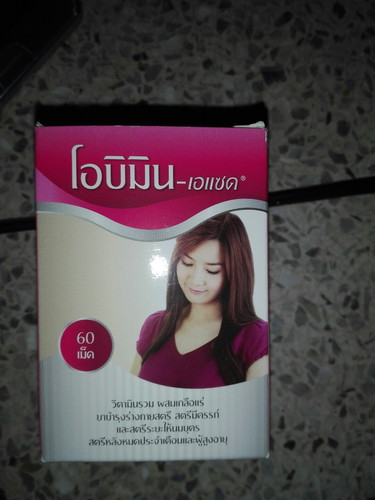 โอบิมิน-เอแซด®
60
เม็ด
วิตามินรวม ผสมเกลือแร่
ยาบำรุงร่างกายสตรี สตรีมีครรภ์
และสตรีระยะให้นมบุตร
สตรีหลังหมดประจำเดือนและผู้สูงอายุ